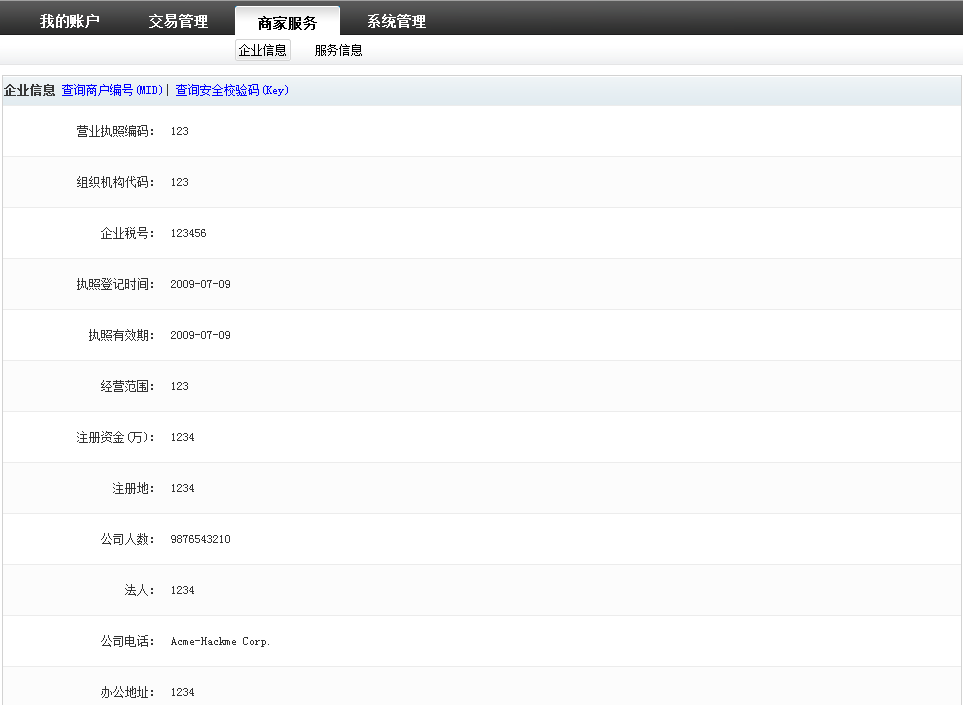 我的账户 交易管理 商家服务 系统管理
企业信息 服务信息
企业信息 查询商户编号(MID)| 查询安全校验码(Key)
营业执照编码: 123
组织机构代码: 123
企业税号: 123456
执照登记时间: 2009-07-09
执照有效期: 2009-07-09
经营范围: 123
注册资金(万): 1234
注册地: 1234
公司人数: 9876543210
法人: 1234
公司电话: Acme-Hackme Corp.
办公地址: 1234